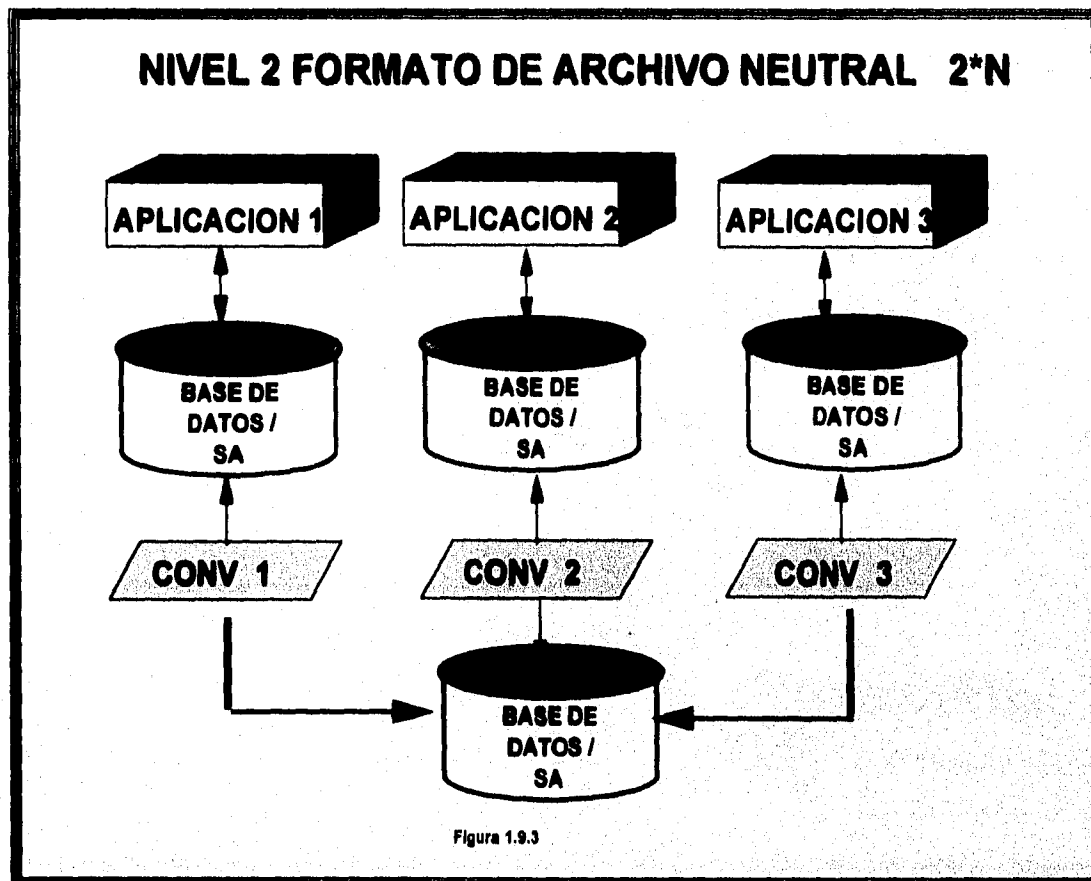 NIVEL 2 FORMATO DE ARCHIVO NEUTRAL 2*N
APLICACION 1
APLICACION 2
APLICACION 3
BASE DE
DATOS /
SA
BASE DE
DATOS /
SA
BASE DE
DATOS /
SA
CONV 1
CONV 2
CONV 3
BASE DE
DATOS /
SA
Figura 1.9.3